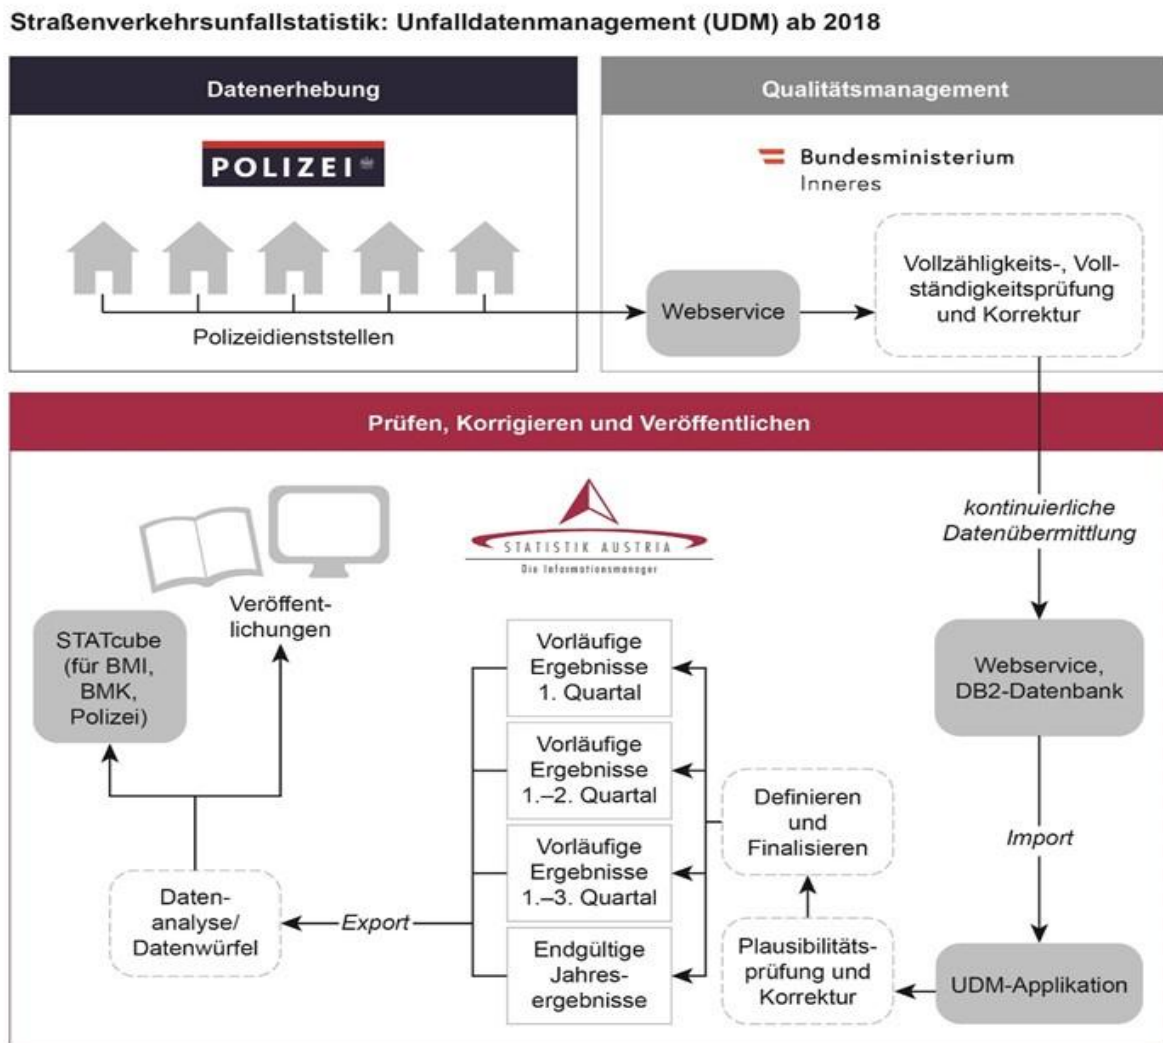 Straßenverkehrsunfallstatistik: Unfalldatenmanagement (UDM) ab 2018
Datenerhebung
POLIZEI
Polizeidienststellen
Qualitätsmanagement
Bundesministerium
Inneres
Webservice
Vollzähligkeits-, Voll-
ständigkeitsprüfung
und Korrektur
Prüfen, Korrigieren und Veröffentlichen
kontinuierliche
Datenübermittlung
STATISTIK AUSTRIA
Die Informationsmanager
Webservice,
DB2-Datenbank
Import
UDM-Applikation
Plausibilitäts-
prüfung und
Korrektur
Definieren
und
Finalisieren
Vorläufige
Ergebnisse
1. Quartal
Vorläufige
Ergebnisse
1.–2. Quartal
Vorläufige
Ergebnisse
1.–3. Quartal
Endgültige
Jahres-
ergebnisse
Export
Daten-
analyse/
Datenwürfel
STATcube
(für BMI,
BMK,
Polizei)
Veröffent-
lichungen